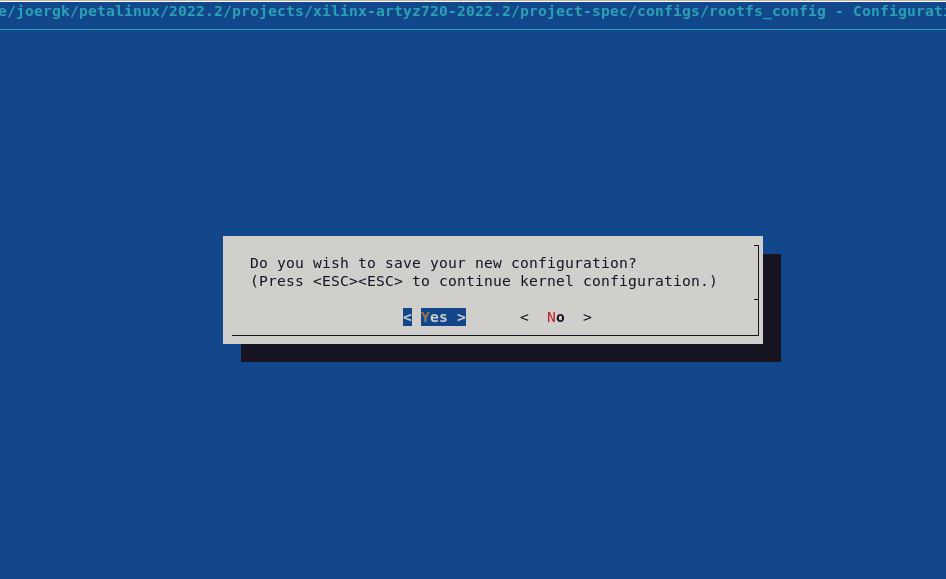 e/joergk/petalinux/2022.2/projects/xilinx-artyz720-2022.2/project-spec/configs/rootfs_config - Configurati
Do you wish to save your new configuration?
(Press <ESC><ESC> to continue kernel configuration.)
< Yes > < No >